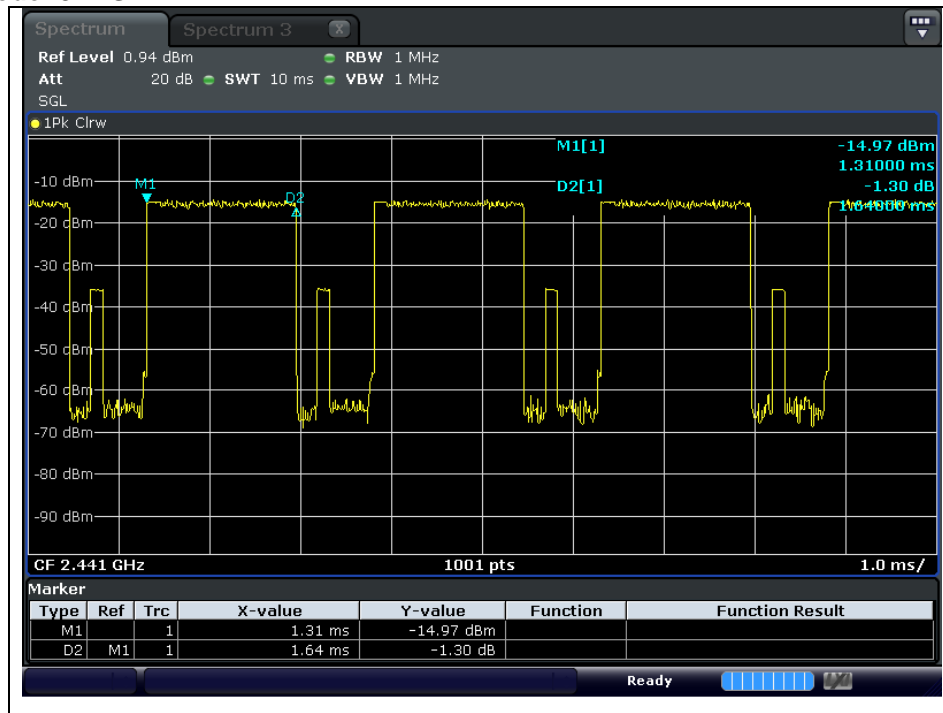 Spectrum Spectrum 3 X
Ref Level 0.94 dBm RBW 1 MHz
Att 20 dB SWT 10 ms VBW 1 MHz
SGL
1Pk Clrw
M1[1] -14.97 dBm
1.31000 ms
-10 dBm M1 D2[1] -1.30 dB
D2 1.64000 ms
-20 dBm
-30 dBm
-40 dBm
-50 dBm
-60 dBm
-70 dBm
-80 dBm
-90 dBm
CF 2.441 GHz 1001 pts 1.0 ms/
Marker
Type Ref Trc X-value Y-value Function Function Result
M1 1 1.31 ms -14.97 dBm
D2 M1 1 1.64 ms -1.30 dB
Ready